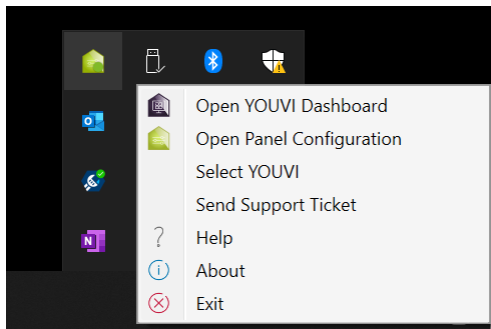 Open YOUVI Dashboard
Open Panel Configuration
Select YOUVI
Send Support Ticket
? Help
i About
Exit